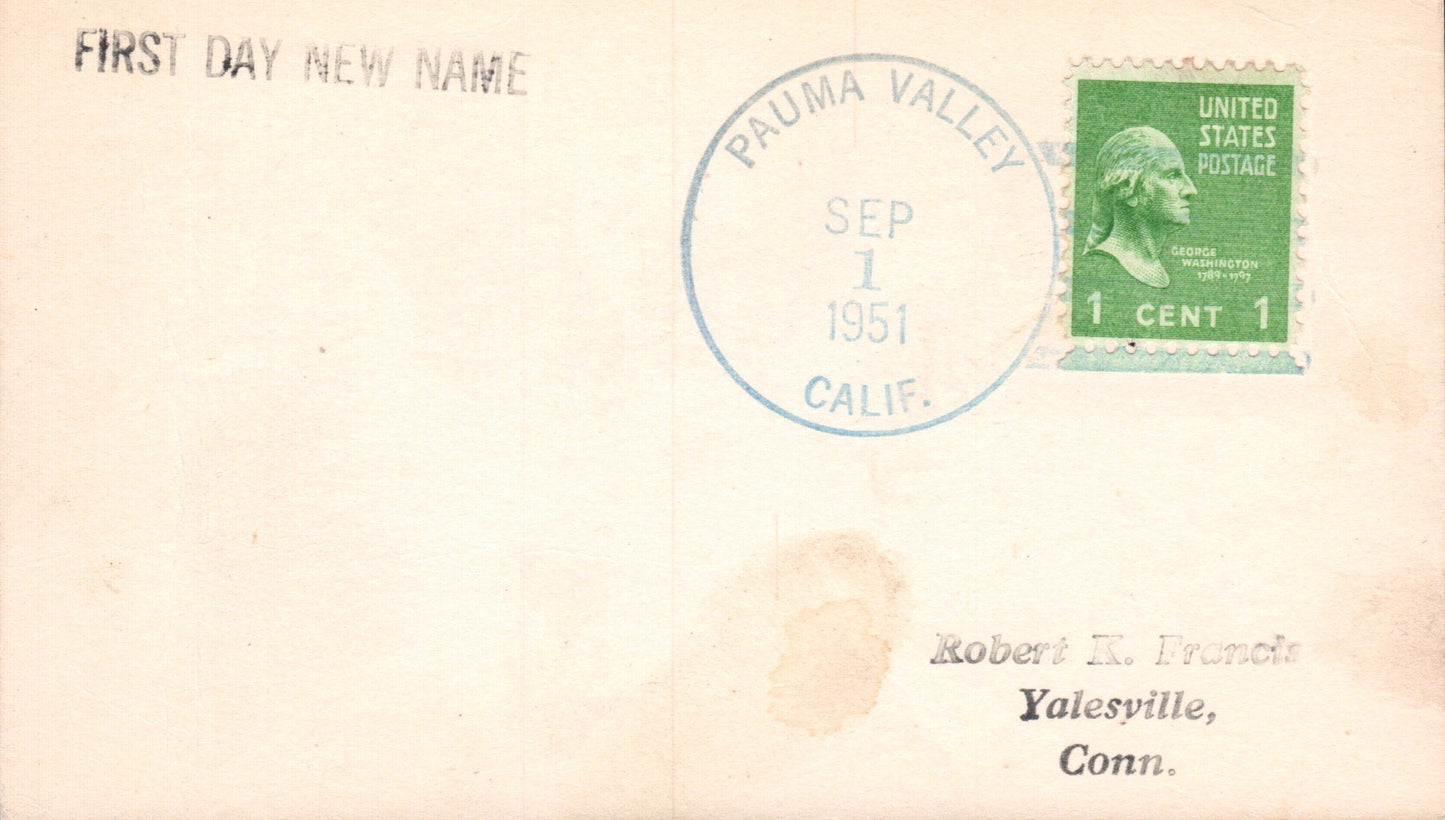 FIRST DAY NEW NAME
PAUMA VALLEY
SEP
1
1951
CALIF.
UNITED
STATES
POSTAGE
GEORGE
WASHINGTON
1789-1797
1 CENT 1
Robert K. Francis
Yalesville,
Conn.